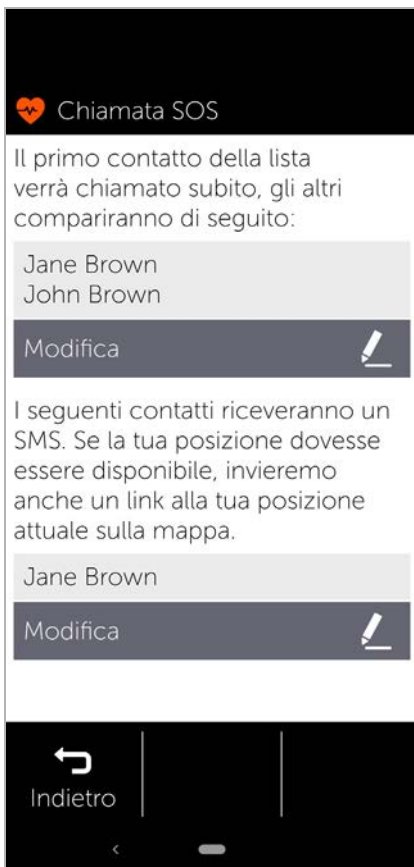 Chiamata SOS
Il primo contatto della lista
verrà chiamato subito, gli altri
compariranno di seguito:
Jane Brown
John Brown
Modifica
I seguenti contatti riceveranno un
SMS. Se la tua posizione dovesse
essere disponibile, invieremo
anche un link alla tua posizione
attuale sulla mappa.
Jane Brown
Modifica
Indietro